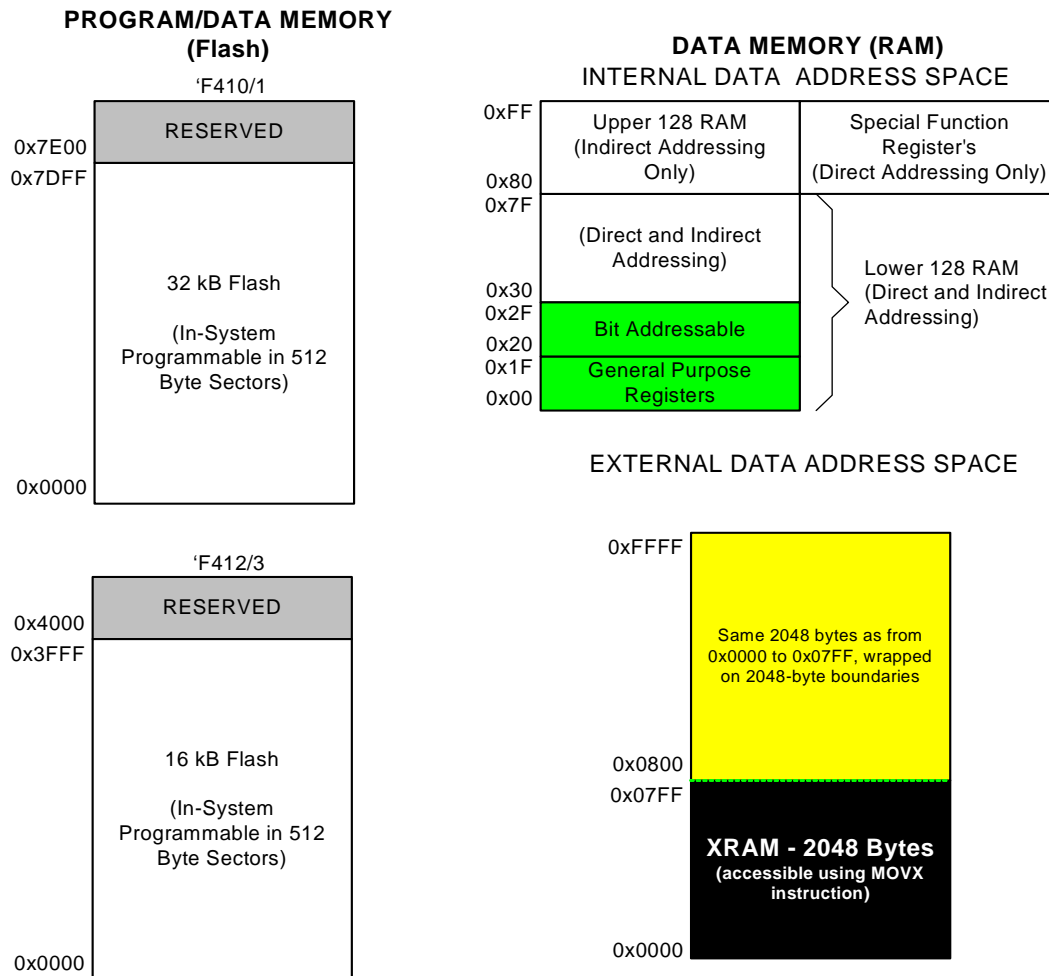 PROGRAM/DATA MEMORY
(Flash)
‘F410/1
RESERVED
0x7E00
0x7DFF
32 kB Flash
(In-System
Programmable in 512
Byte Sectors)
0x0000
‘F412/3
RESERVED
0x4000
0x3FFF
16 kB Flash
(In-System
Programmable in 512
Byte Sectors)
0x0000
DATA MEMORY (RAM)
INTERNAL DATA ADDRESS SPACE
0xFF
Upper 128 RAM
(Indirect Addressing
Only)
0x80
Special Function
Register's
(Direct Addressing Only)
0x7F
(Direct and Indirect
Addressing)
0x30
Lower 128 RAM
(Direct and Indirect
Addressing)
0x2F
Bit Addressable
0x20
0x1F
General Purpose
Registers
0x00
EXTERNAL DATA ADDRESS SPACE
0xFFFF
Same 2048 bytes as from
0x0000 to 0x07FF, wrapped
on 2048-byte boundaries
0x0800
0x07FF
XRAM - 2048 Bytes
(accessible using MOVX
instruction)
0x0000